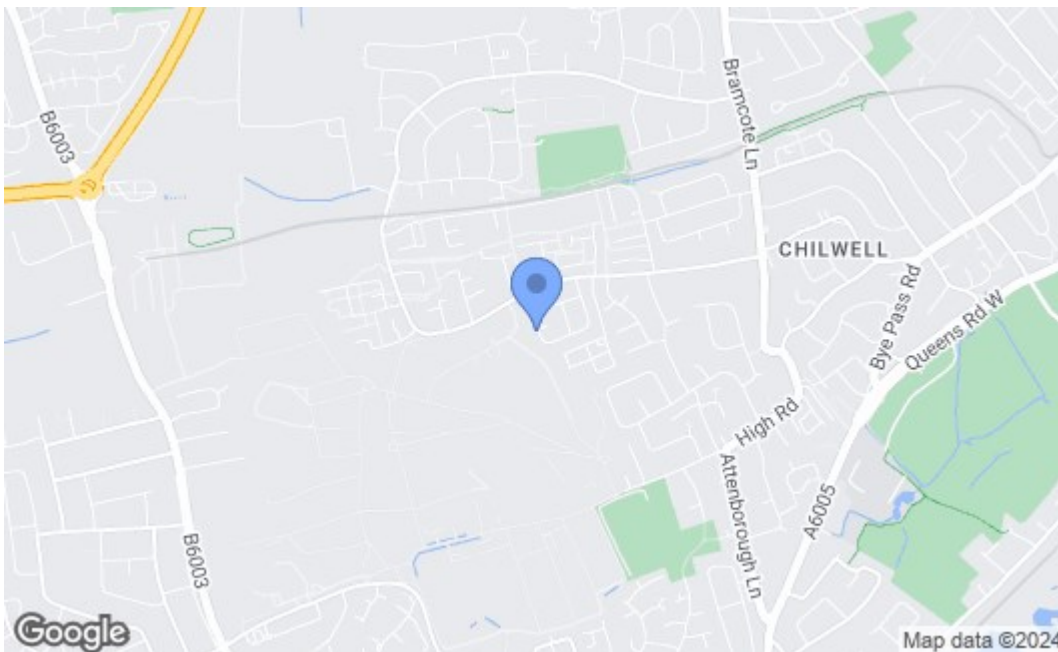 B6003
Bramcote Ln
CHILWELL
Bye Pass Rd
Queens Rd W
High Rd
Attenborough Ln
A6005
B6003
Google
Map data ©2024